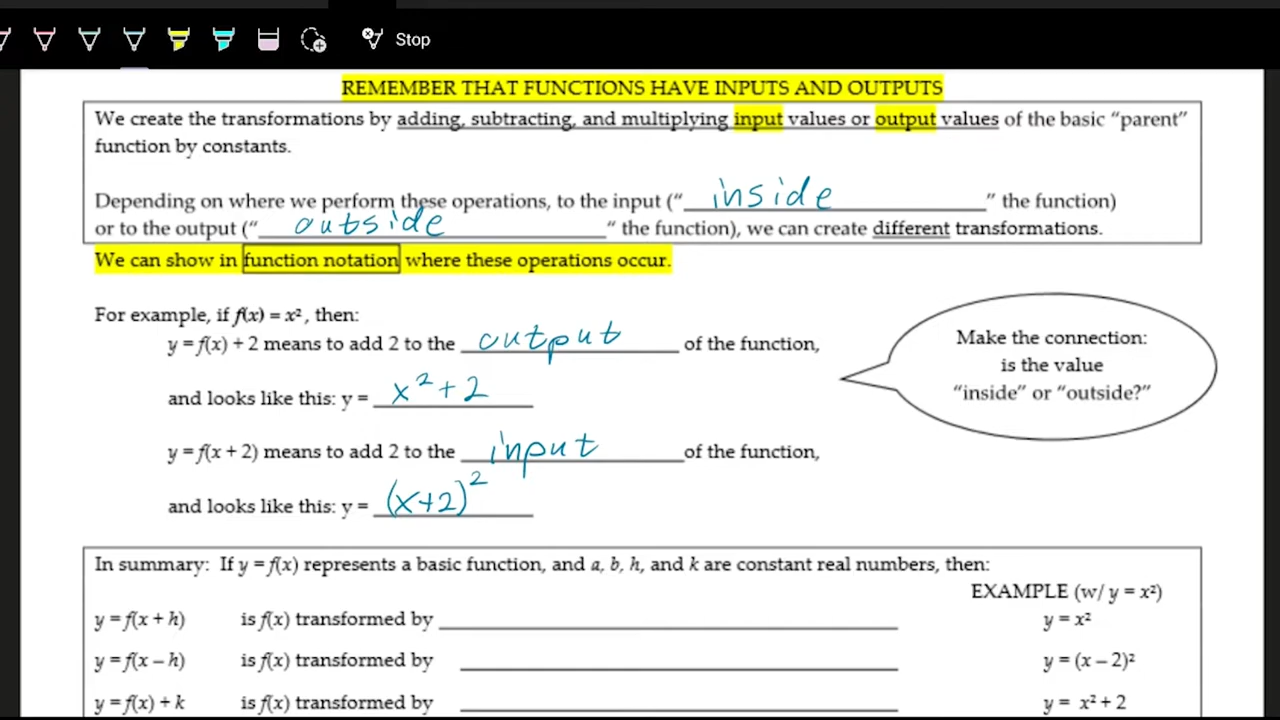 Stop
REMEMBER THAT FUNCTIONS HAVE INPUTS AND OUTPUTS
We create the transformations by adding, subtracting, and multiplying input values or output values of the basic “parent”
function by constants.
Depending on where we perform these operations, to the input (“ inside ” the function)
or to the output (“ outside “ the function), we can create different transformations.
We can show in function notation where these operations occur.
For example, if f(x) = x², then:
y = f(x) + 2 means to add 2 to the output of the function,
and looks like this: y = x² + 2
y = f(x + 2) means to add 2 to the input of the function,
and looks like this: y = (x+2)²
Make the connection:
is the value
“inside” or “outside?”
In summary: If y = f(x) represents a basic function, and a, b, h, and k are constant real numbers, then:
EXAMPLE (w/ y = x²)
y = f(x + h) is f(x) transformed by y = x²
y = f(x – h) is f(x) transformed by y = (x – 2)²
y = f(x) + k is f(x) transformed by y = x² + 2